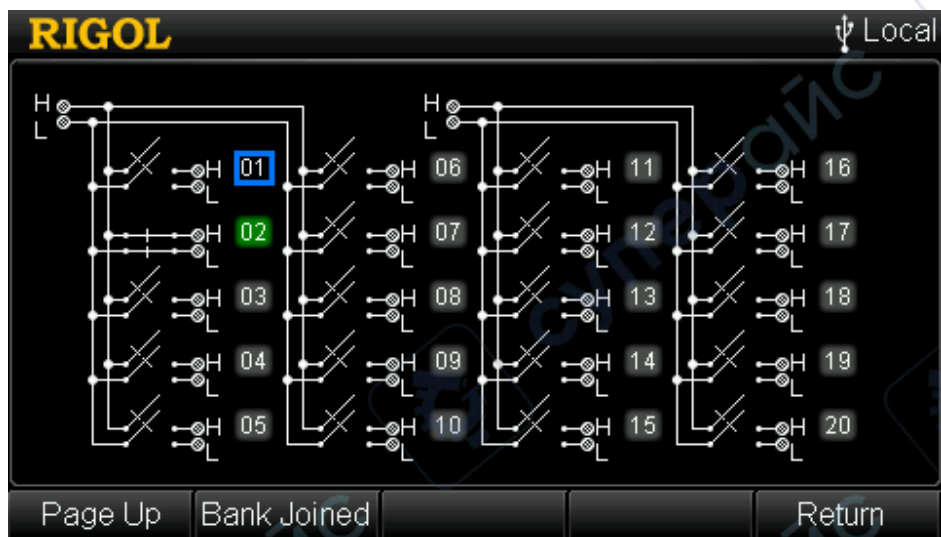 RIGOL Local
H H
L L
H 01 H 06 H 11 H 16
L L L L
H 02 H 07 H 12 H 17
L L L L
H 03 H 08 H 13 H 18
L L L L
H 04 H 09 H 14 H 19
L L L L
H 05 H 10 H 15 H 20
L L L L
Page Up Bank Joined Return
суперайс